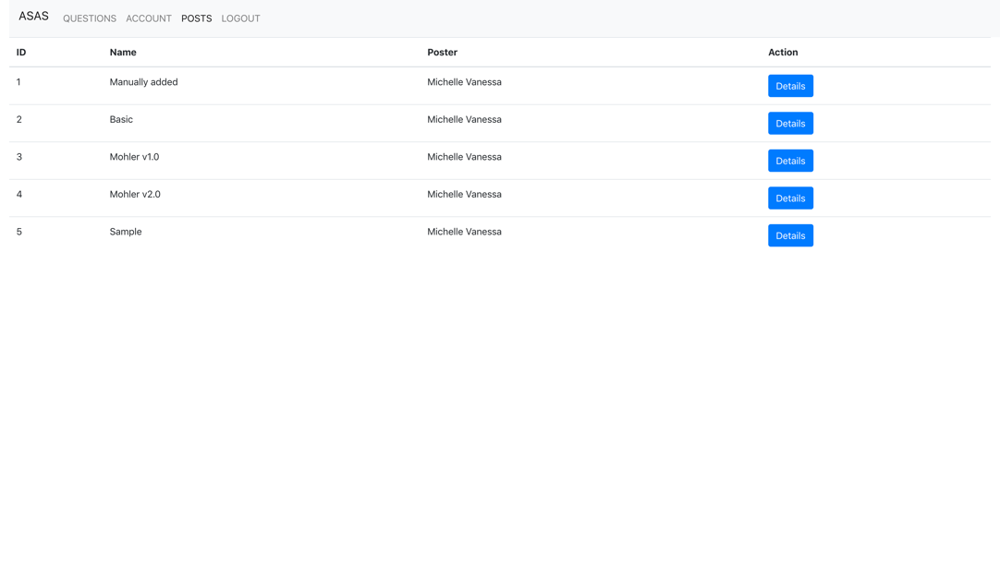 ASAS QUESTIONS ACCOUNT POSTS LOGOUT
ID Name Poster Action
1 Manually added Michelle Vanessa Details
2 Basic Michelle Vanessa Details
3 Mohler v1.0 Michelle Vanessa Details
4 Mohler v2.0 Michelle Vanessa Details
5 Sample Michelle Vanessa Details